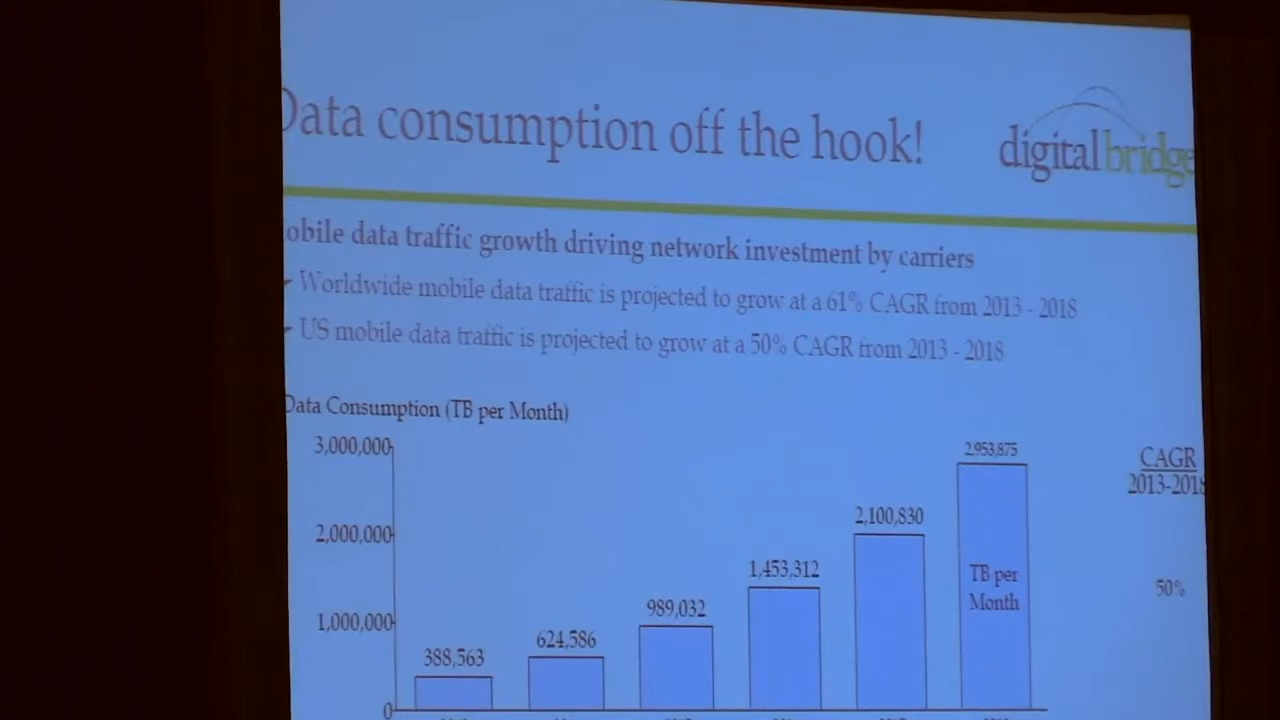 Data consumption off the hook!
digitalbridge
obile data traffic growth driving network investment by carriers
Worldwide mobile data traffic is projected to grow at a 61% CAGR from 2013 - 2018
US mobile data traffic is projected to grow at a 50% CAGR from 2013 - 2018
Data Consumption (TB per Month)
3,000,000
2,000,000
1,000,000
0
388,563
624,586
989,032
1,453,312
2,100,830
2,953,875
TB per
Month
CAGR
2013-2018
50%